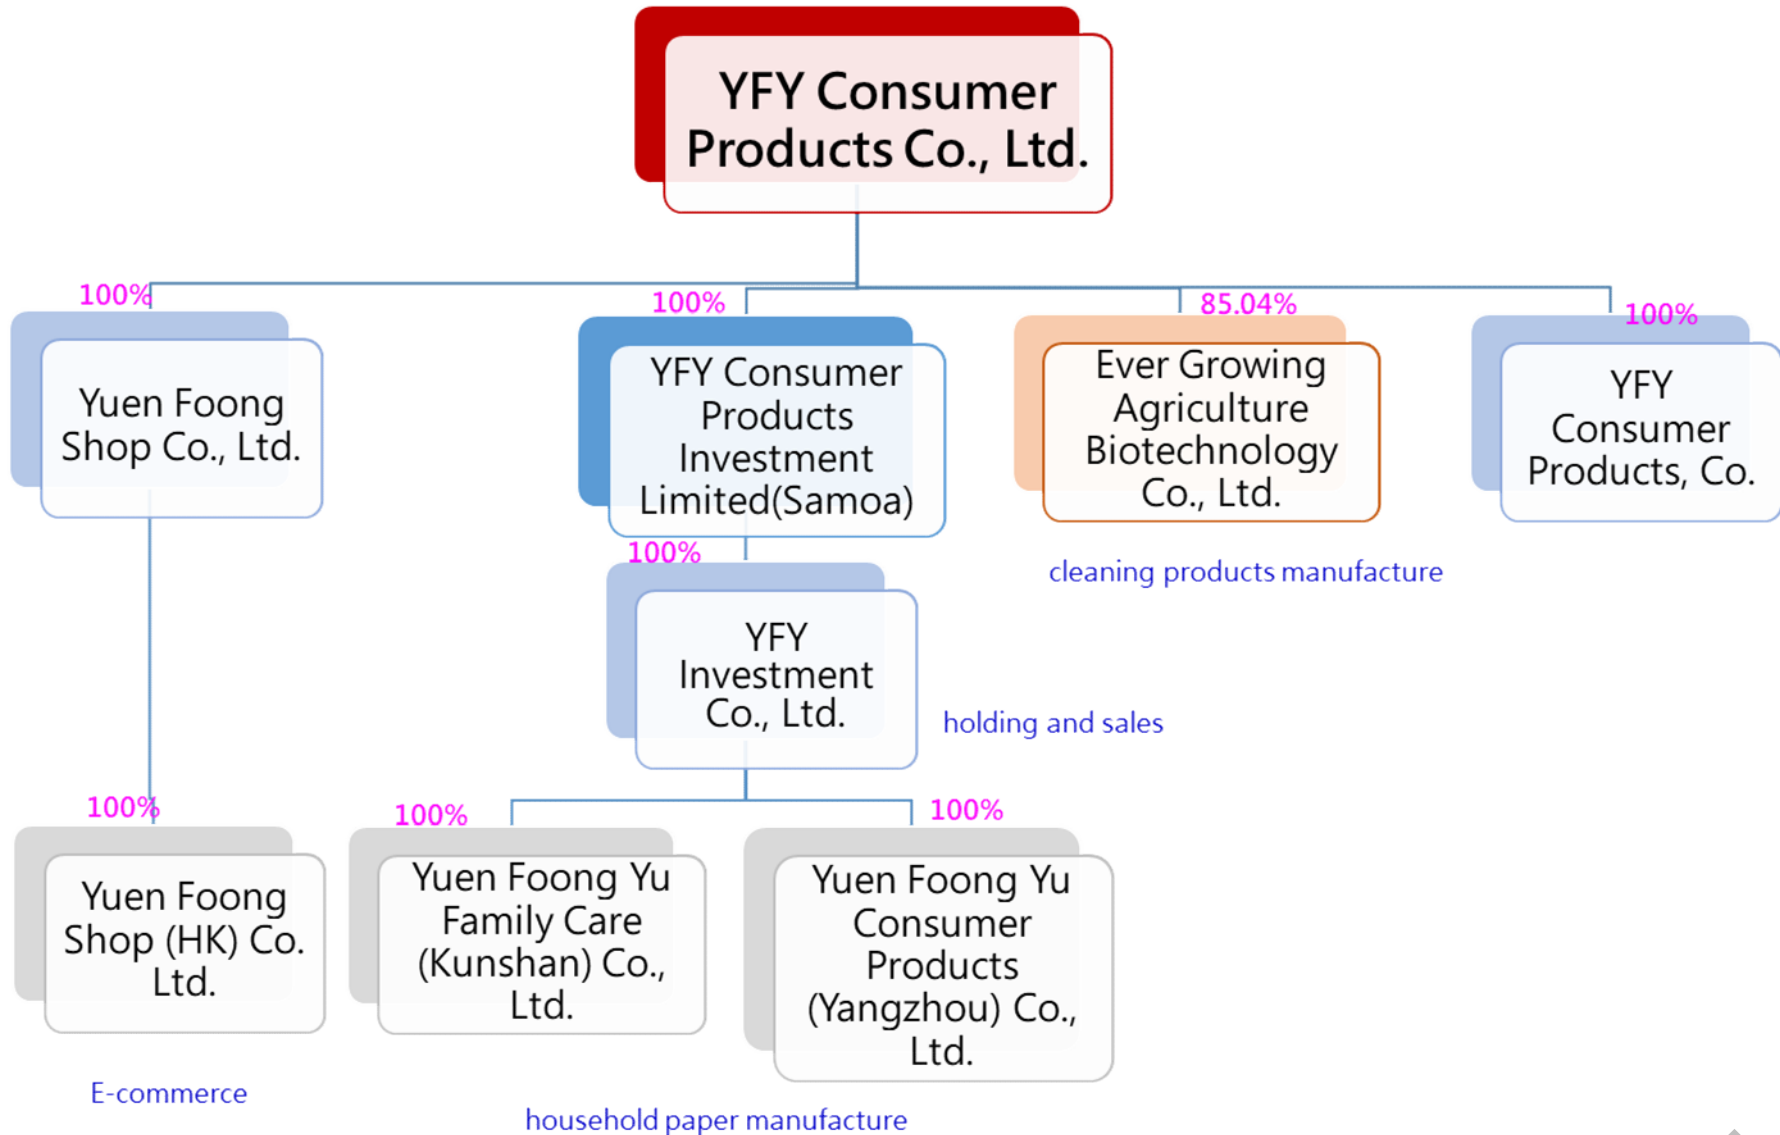 YFY Consumer
Products Co., Ltd.
100%
100%
85.04%
100%
Yuen Foong
Shop Co., Ltd.
YFY Consumer
Products
Investment
Limited(Samoa)
Ever Growing
Agriculture
Biotechnology
Co., Ltd.
YFY
Consumer
Products, Co.
100%
cleaning products manufacture
YFY
Investment
Co., Ltd.
holding and sales
100%
100%
100%
Yuen Foong
Shop (HK) Co.
Ltd.
Yuen Foong Yu
Family Care
(Kunshan) Co.,
Ltd.
Yuen Foong Yu
Consumer
Products
(Yangzhou) Co.,
Ltd.
E-commerce
household paper manufacture